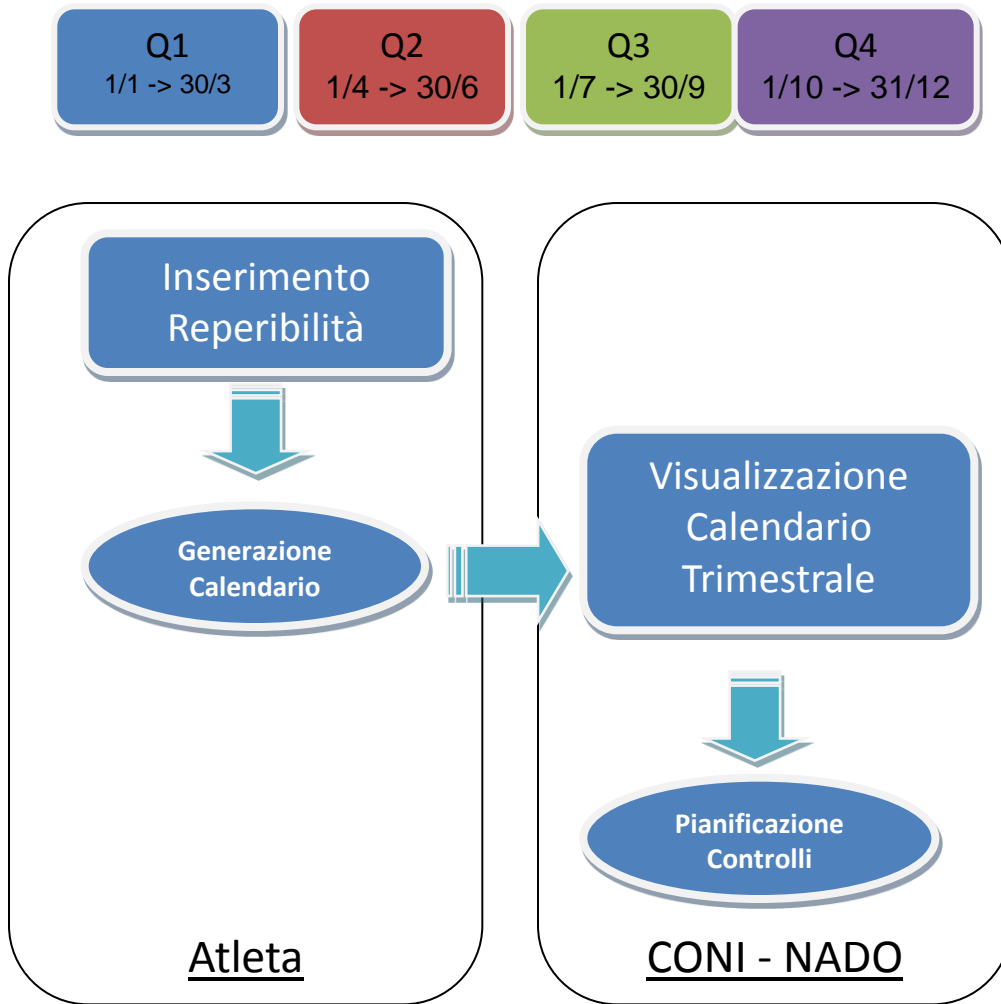 Q1
1/1 -> 30/3
Q2
1/4 -> 30/6
Q3
1/7 -> 30/9
Q4
1/10 -> 31/12
Inserimento
Reperibilità
Generazione
Calendario
Atleta
Visualizzazione
Calendario
Trimestrale
Pianificazione
Controlli
CONI - NADO